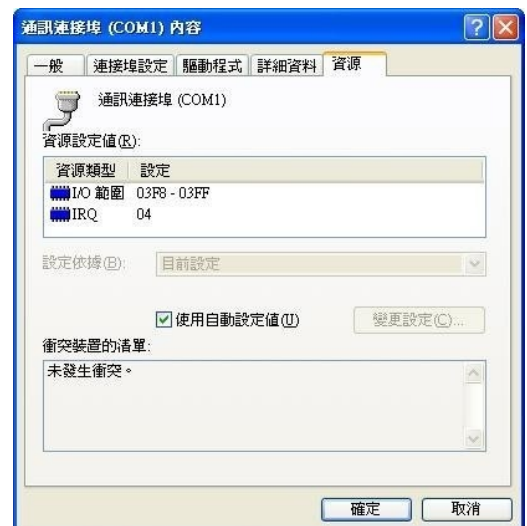 通訊連接埠 (COM1) 內容
一般 連接埠設定 驅動程式 詳細資料 資源
通訊連接埠 (COM1)
資源設定值(R):
資源類型 設定
I/O 範圍 03F8 - 03FF
IRQ 04
設定依據(B): 目前設定
使用自動設定值(U) 變更設定(C)...
衝突裝置的清單:
未發生衝突。
確定 取消